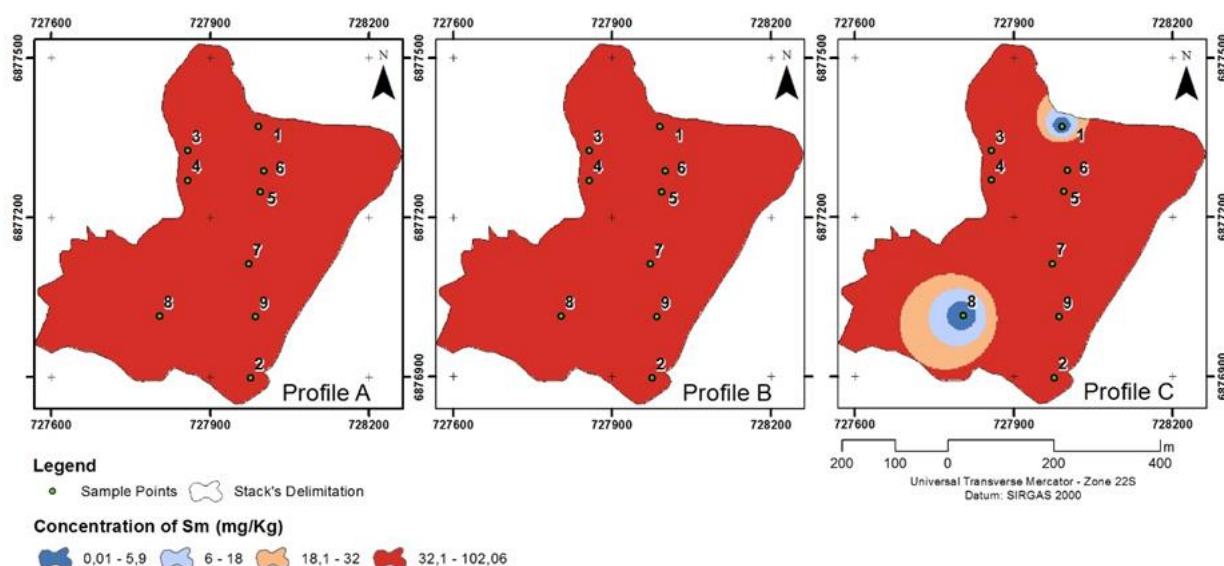 727600 727900 728200 727600 727900 728200 727600 727900 728200
6877500 6877500 6877500 6877500
N N N
1 1 1
3 3 3
6 6 6
4 4 4
5 5 5
6877200 6877200 6877200 6877200
7 7 7
8 9 8 9 8 9
2 2 2
6876900 6876900 6876900 6876900
Profile A Profile B Profile C
727600 727900 728200 727600 727900 728200 727600 727900 728200
200 100 0 200 400 m
Universal Transverse Mercator - Zone 22S
Datum: SIRGAS 2000
Legend
Sample Points Stack's Delimitation
Concentration of Sm (mg/Kg)
0,01 - 5,9 6 - 18 18,1 - 32 32,1 - 102,06